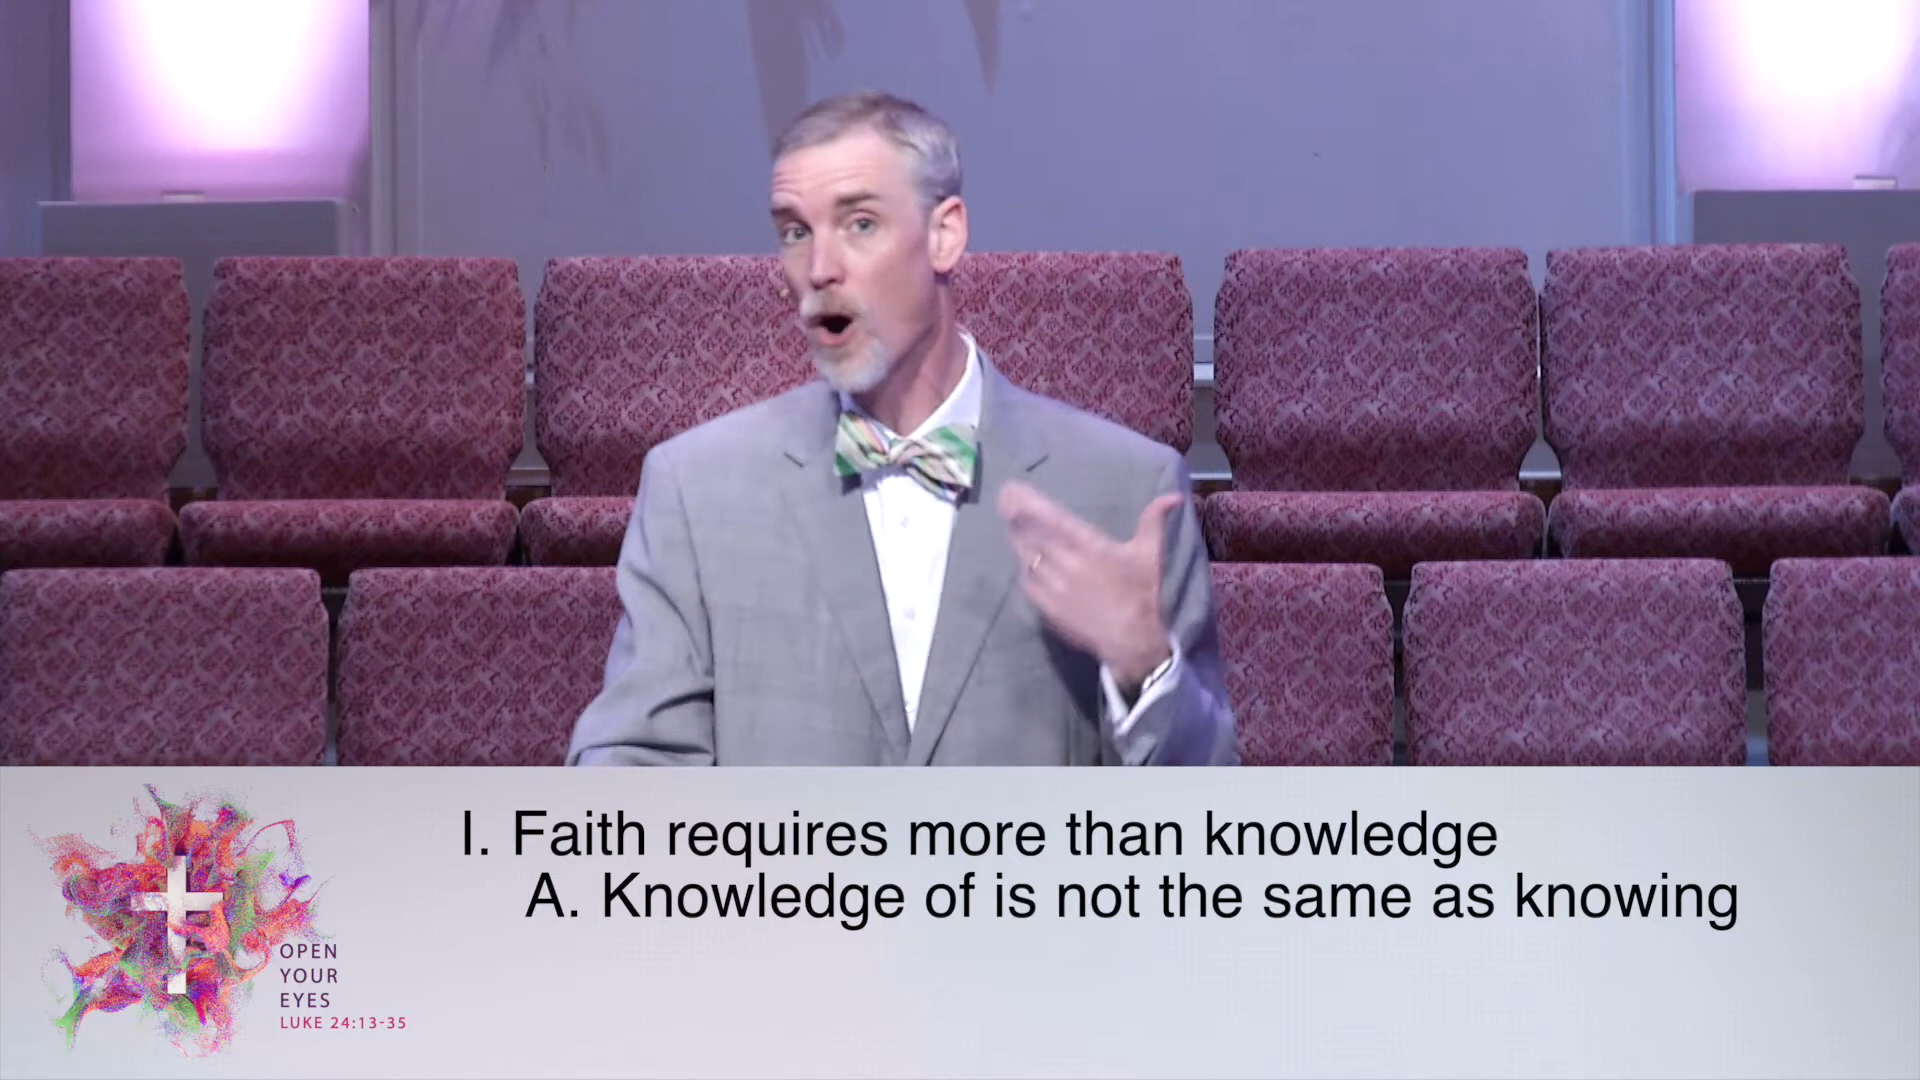 I. Faith requires more than knowledge
A. Knowledge of is not the same as knowing
OPEN
YOUR
EYES
LUKE 24:13-35